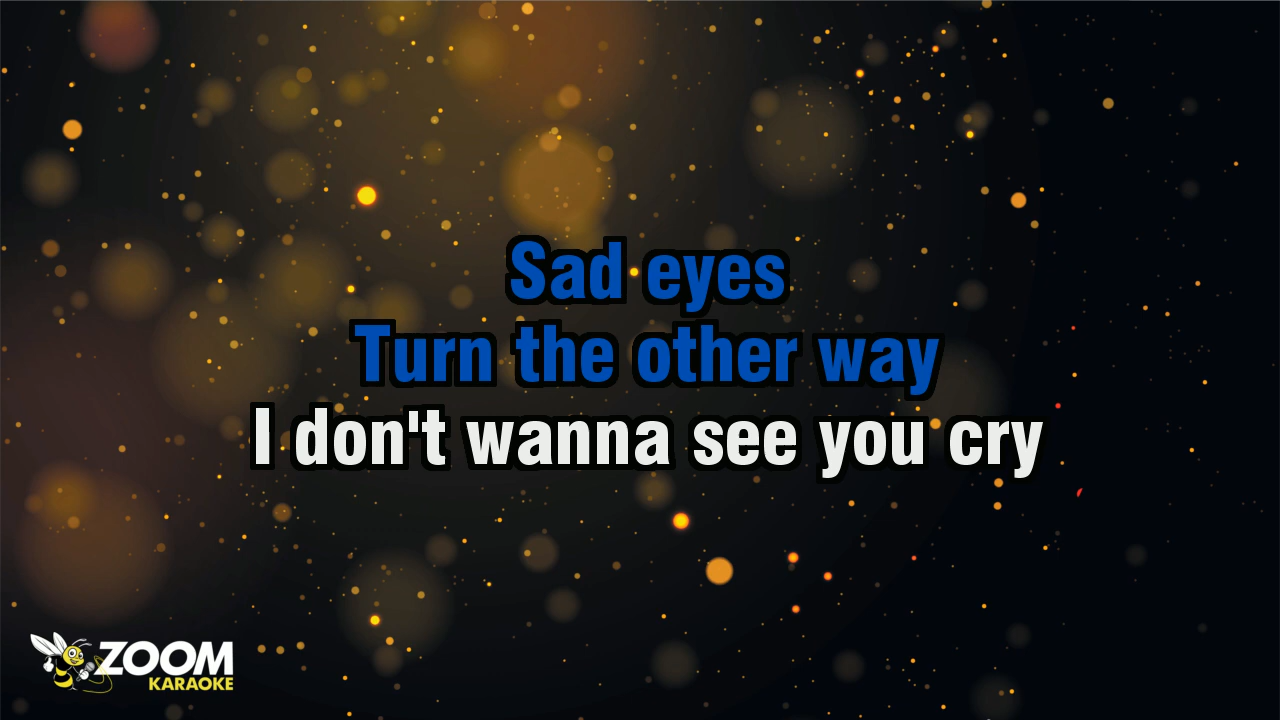 Sad eyes
Turn the other way
I don't wanna see you cry
ZOOM
KARAOKE